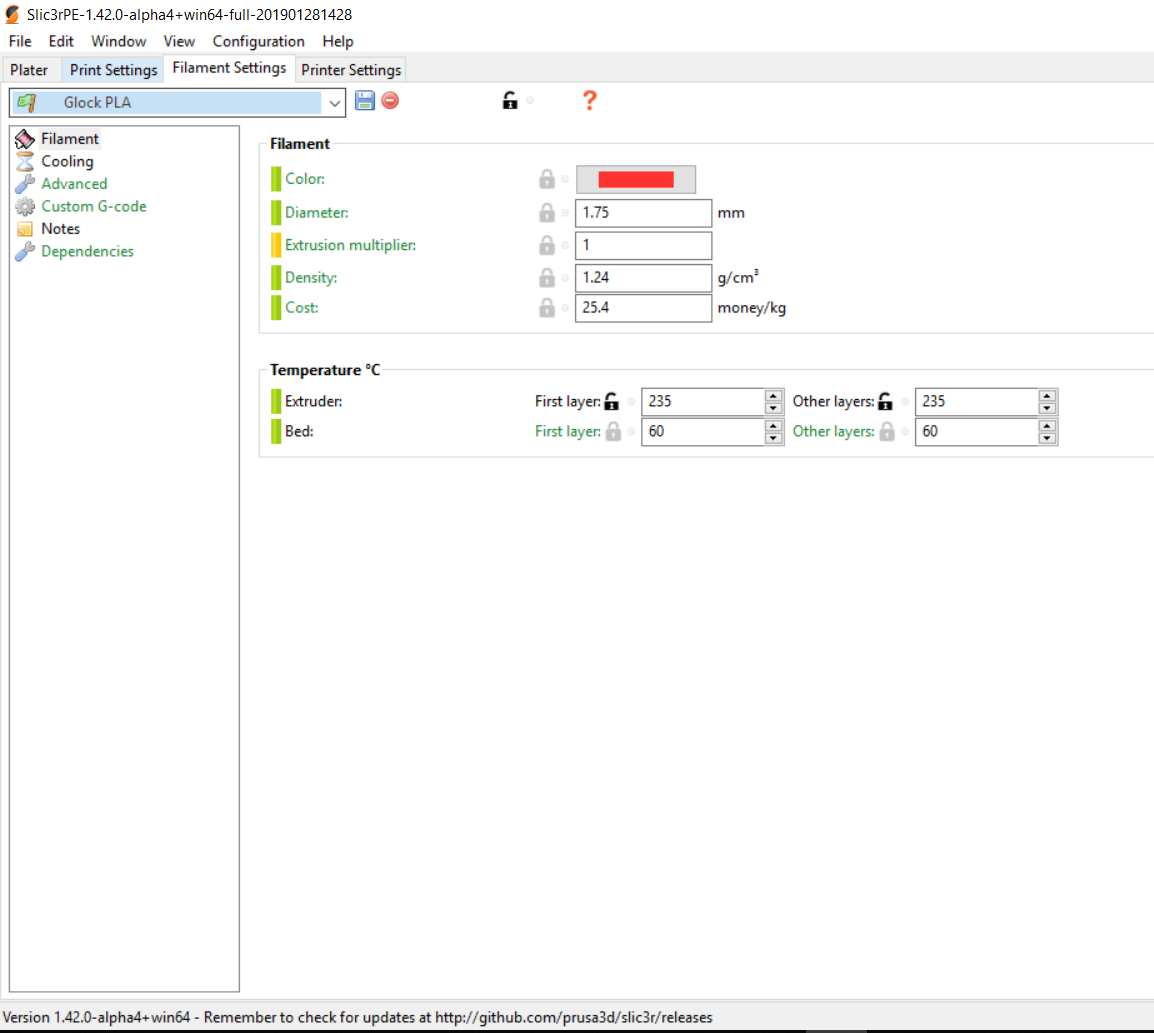 Slic3rPE-1.42.0-alpha4+win64-full-201901281428
File Edit Window View Configuration Help
Plater Print Settings Filament Settings Printer Settings
Glock PLA ?
Filament
Cooling
Advanced
Custom G-code
Notes
Dependencies
Filament
Color:
Diameter: 1.75 mm
Extrusion multiplier: 1
Density: 1.24 g/cm³
Cost: 25.4 money/kg
Temperature °C
Extruder: First layer: 235 Other layers: 235
Bed: First layer: 60 Other layers: 60
Version 1.42.0-alpha4+win64 - Remember to check for updates at http://github.com/prusa3d/slic3r/releases